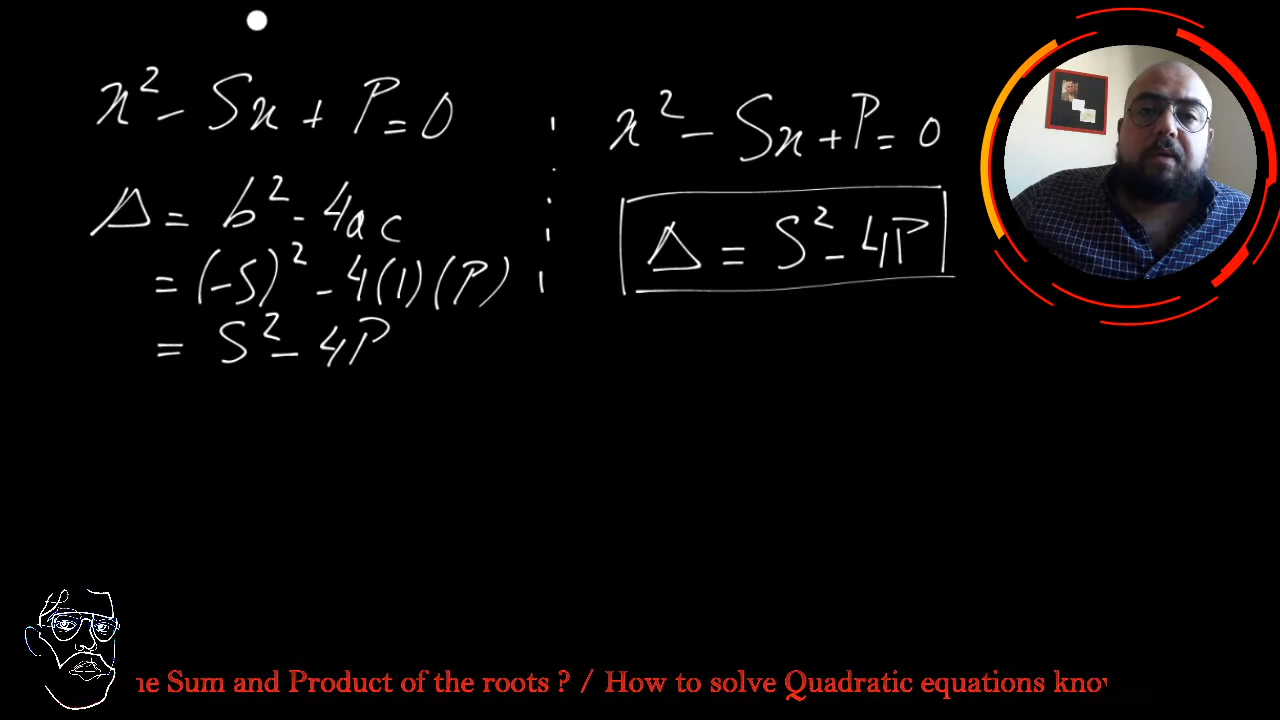 x² - Sx + P = 0
Δ = b² - 4ac
= (-S)² - 4(1)(P)
= S² - 4P
x² - Sx + P = 0
Δ = S² - 4P
Sum and Product of the roots ? / How to solve Quadratic equations